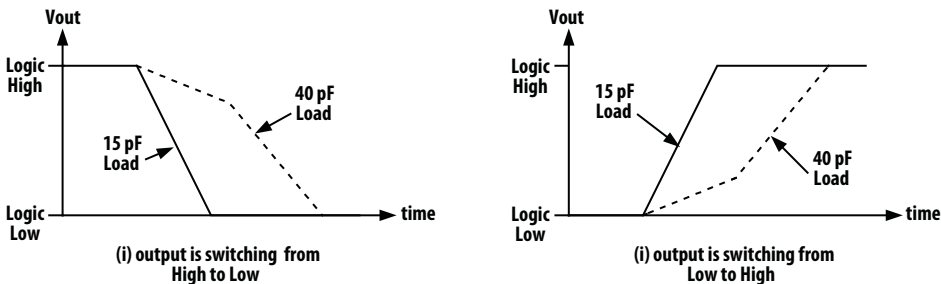 Vout
Logic
High
40 pF
Load
15 pF
Load
Logic
Low
time
(i) output is switching from
High to Low
Vout
Logic
High
15 pF
Load
40 pF
Load
Logic
Low
time
(i) output is switching from
Low to High